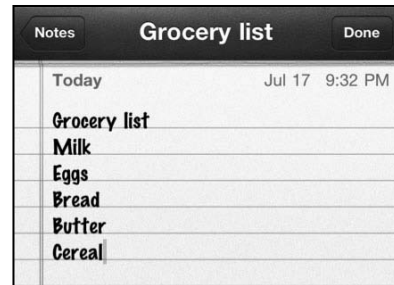 Notes Grocery list Done
Today Jul 17 9:32 PM
Grocery list
Milk
Eggs
Bread
Butter
Cereal